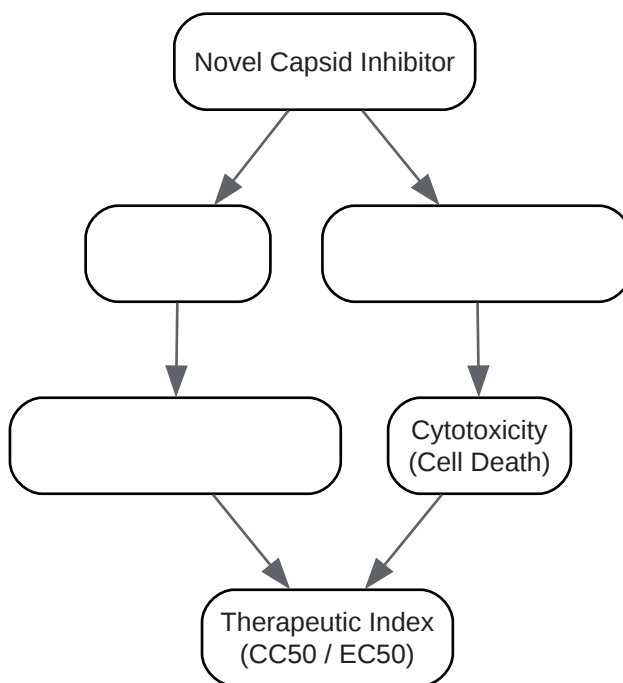 Novel Capsid Inhibitor
Cytotoxicity
(Cell Death)
Therapeutic Index
(CC50 / EC50)